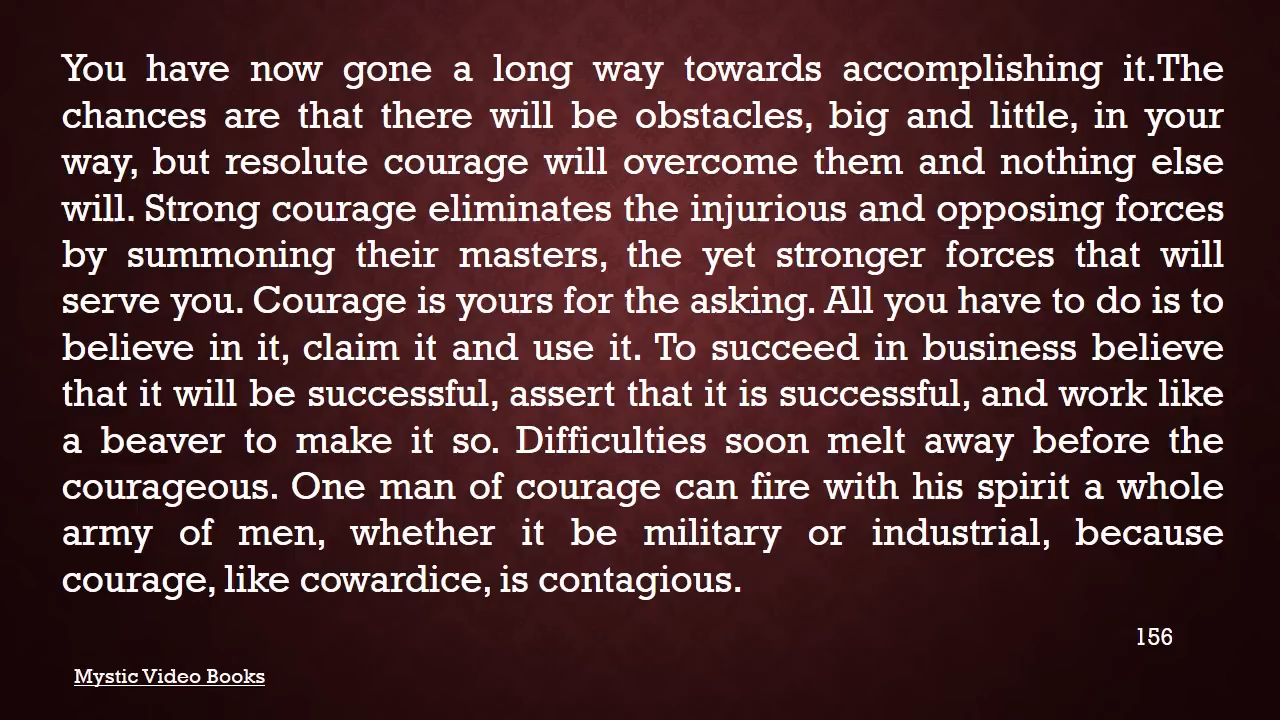 You have now gone a long way towards accomplishing it.The
chances are that there will be obstacles, big and little, in your
way, but resolute courage will overcome them and nothing else
will. Strong courage eliminates the injurious and opposing forces
by summoning their masters, the yet stronger forces that will
serve you. Courage is yours for the asking. All you have to do is to
believe in it, claim it and use it. To succeed in business believe
that it will be successful, assert that it is successful, and work like
a beaver to make it so. Difficulties soon melt away before the
courageous. One man of courage can fire with his spirit a whole
army of men, whether it be military or industrial, because
courage, like cowardice, is contagious.
156
Mystic Video Books